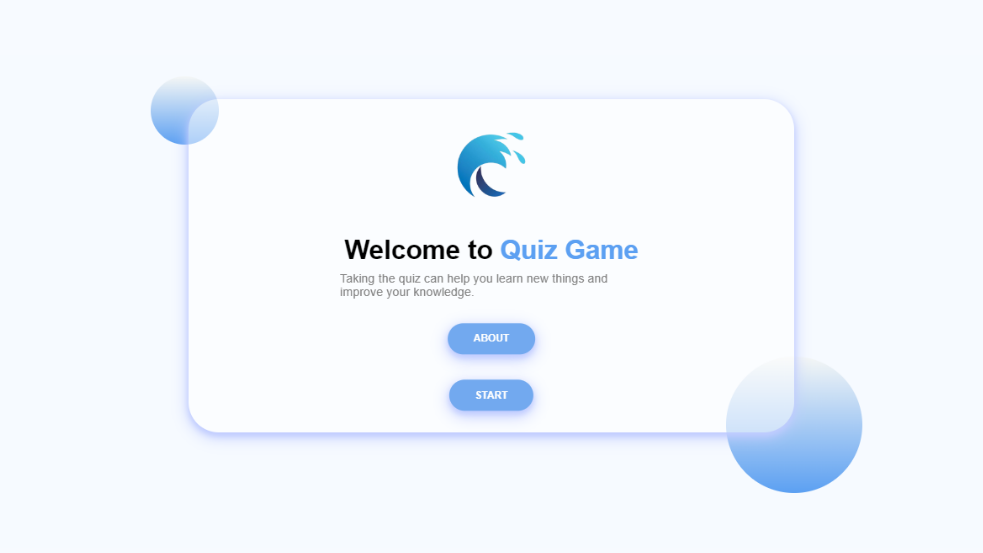 Welcome to Quiz Game
Taking the quiz can help you learn new things and
improve your knowledge.
ABOUT
START